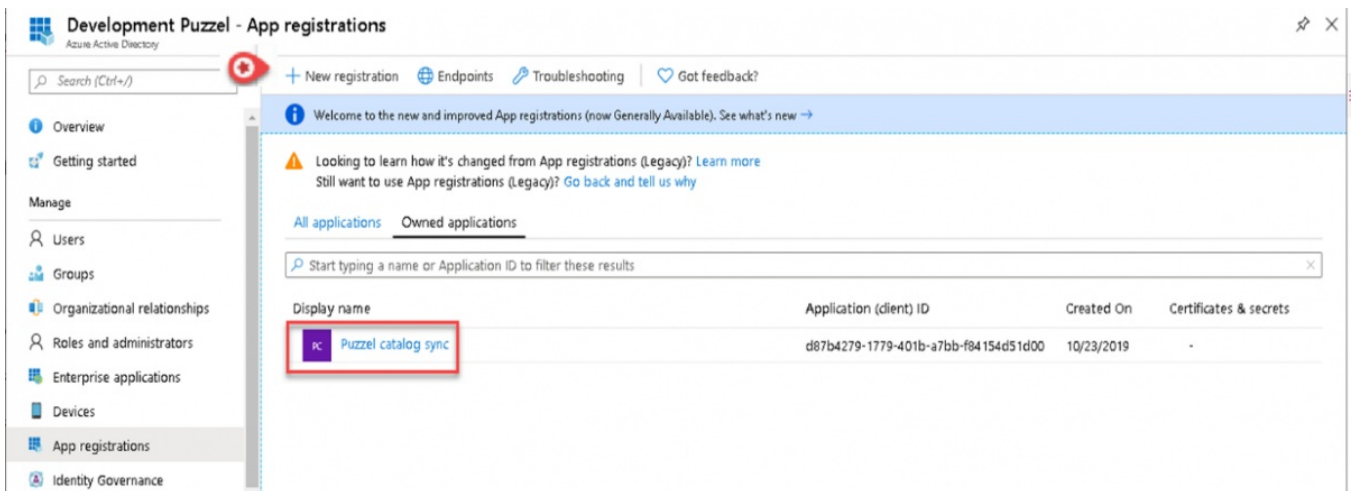 Development Puzzel - App registrations
Azure Active Directory
Search (Ctrl+/)
Overview
Getting started
Manage
Users
Groups
Organizational relationships
Roles and administrators
Enterprise applications
Devices
App registrations
Identity Governance
New registration Endpoints Troubleshooting Got feedback?
Welcome to the new and improved App registrations (now Generally Available). See what's new →
Looking to learn how it's changed from App registrations (Legacy)? Learn more
Still want to use App registrations (Legacy)? Go back and tell us why
All applications Owned applications
Start typing a name or Application ID to filter these results
Display name Application (client) ID Created On Certificates & secrets
PC Puzzel catalog sync d87b4279-1779-401b-a7bb-f84154d51d00 10/23/2019 -